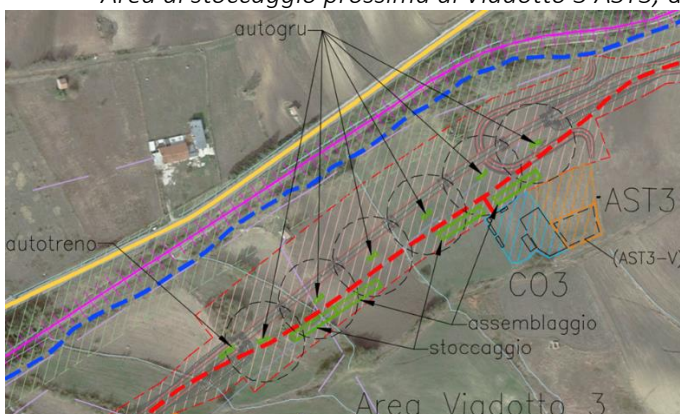 Area di stoccaggio prossima al Viadotto 3 AST3, d
autogru
AST3
autotreno
(AST3-V)
CO3
assemblaggio
stoccaggio
Area Viadotto 3